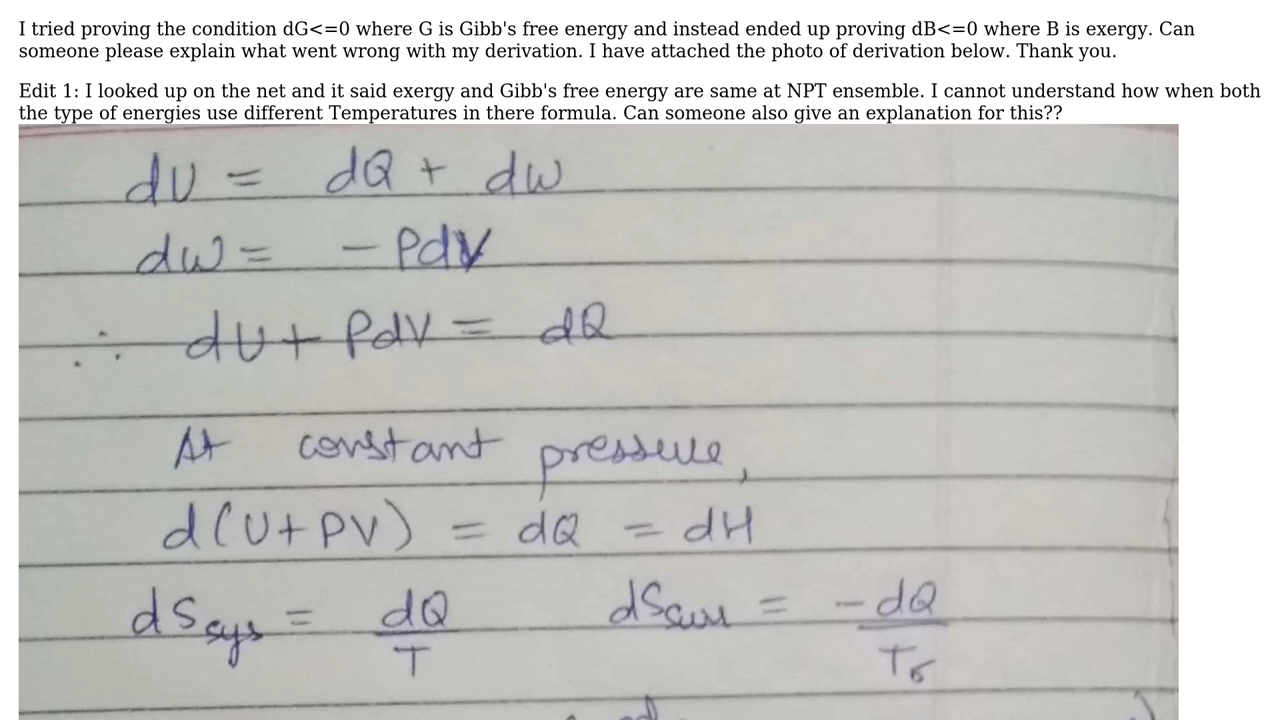 I tried proving the condition dG<=0 where G is Gibb's free energy and instead ended up proving dB<=0 where B is exergy. Can
someone please explain what went wrong with my derivation. I have attached the photo of derivation below. Thank you.
Edit 1: I looked up on the net and it said exergy and Gibb's free energy are same at NPT ensemble. I cannot understand how when both
the type of energies use different Temperatures in there formula. Can someone also give an explanation for this??
dU = dQ + dW
dW = - PdV
∴ dU + PdV = dQ
At constant pressure,
d(U+PV) = dQ = dH
dS_sys = dQ/T dS_surr = -dQ/T_σ